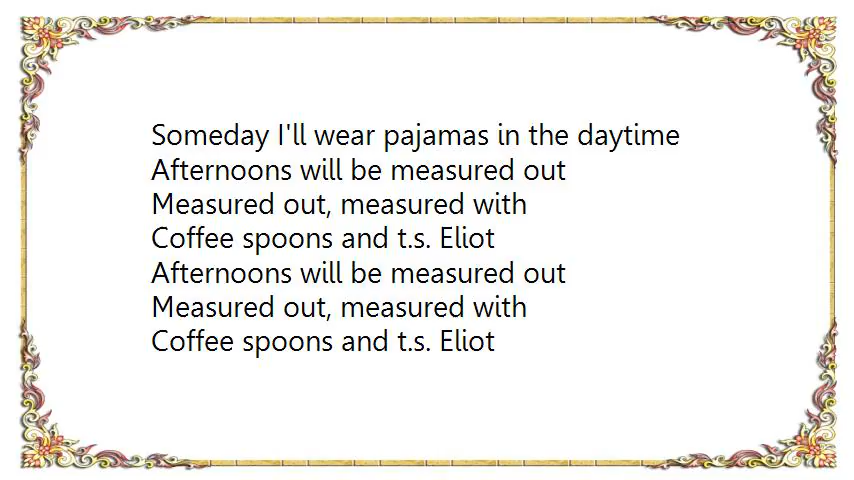 Someday I'll wear pajamas in the daytime
Afternoons will be measured out
Measured out, measured with
Coffee spoons and t.s. Eliot
Afternoons will be measured out
Measured out, measured with
Coffee spoons and t.s. Eliot